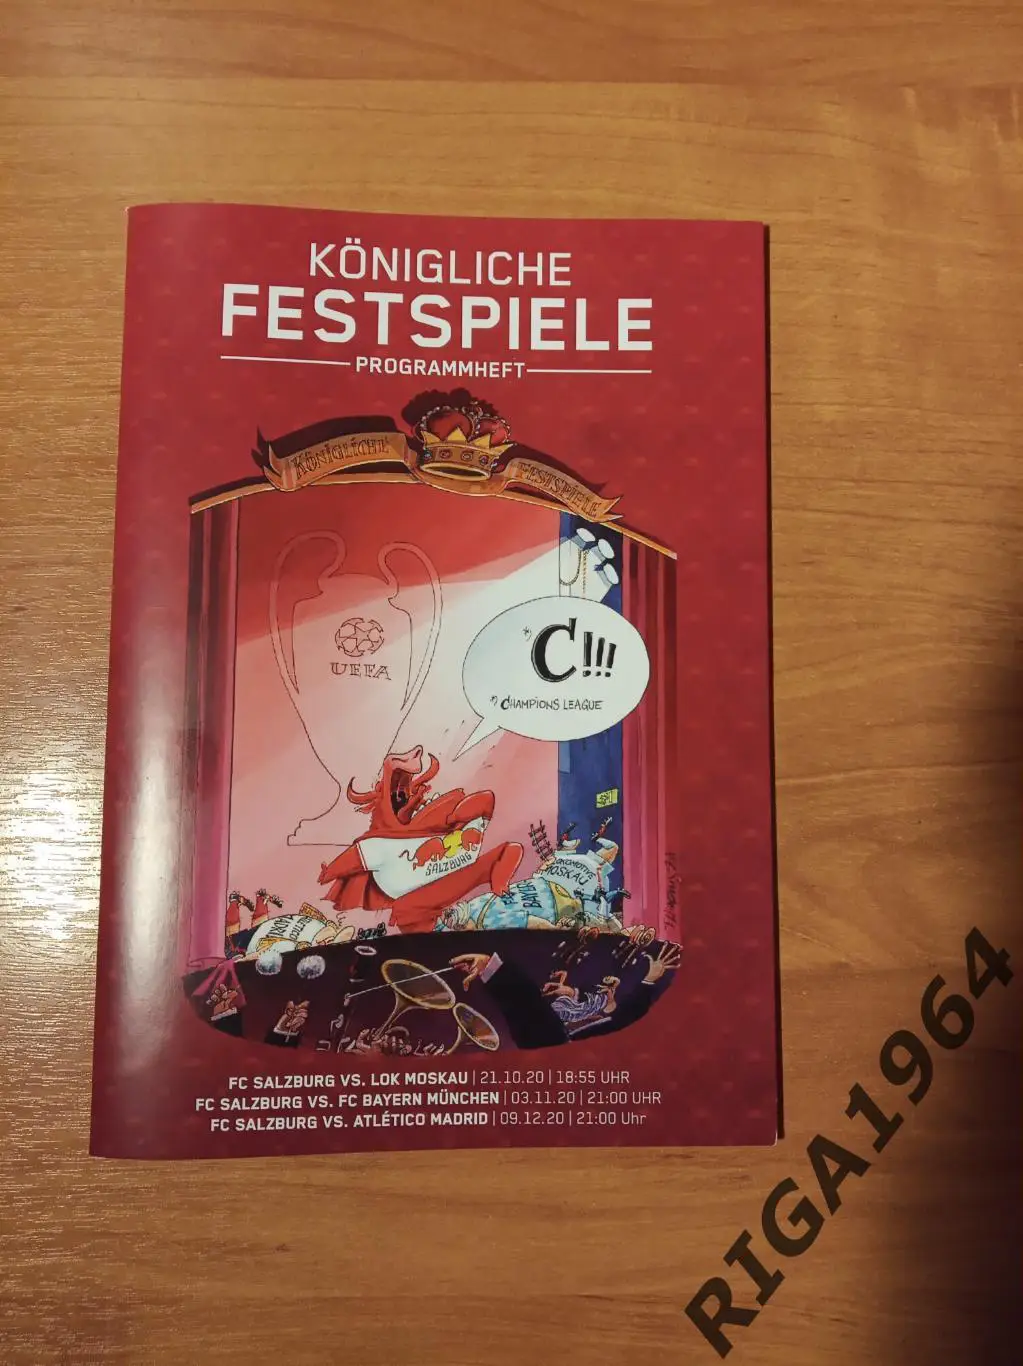 KÖNIGLICHE
FESTSPIELE
PROGRAMMHEFT
KÖNIGLICHE FESTSPIELE
*) C!!!
*) CHAMPIONS LEAGUE
UEFA
SALZBURG
LOKOMOTIVE
MOSKAU
FC SALZBURG VS. LOK MOSKAU | 21.10.20 | 18:55 UHR
FC SALZBURG VS. FC BAYERN MÜNCHEN | 03.11.20 | 21:00 UHR
FC SALZBURG VS. ATLÉTICO MADRID | 09.12.20 | 21:00 Uhr
RIGA1964